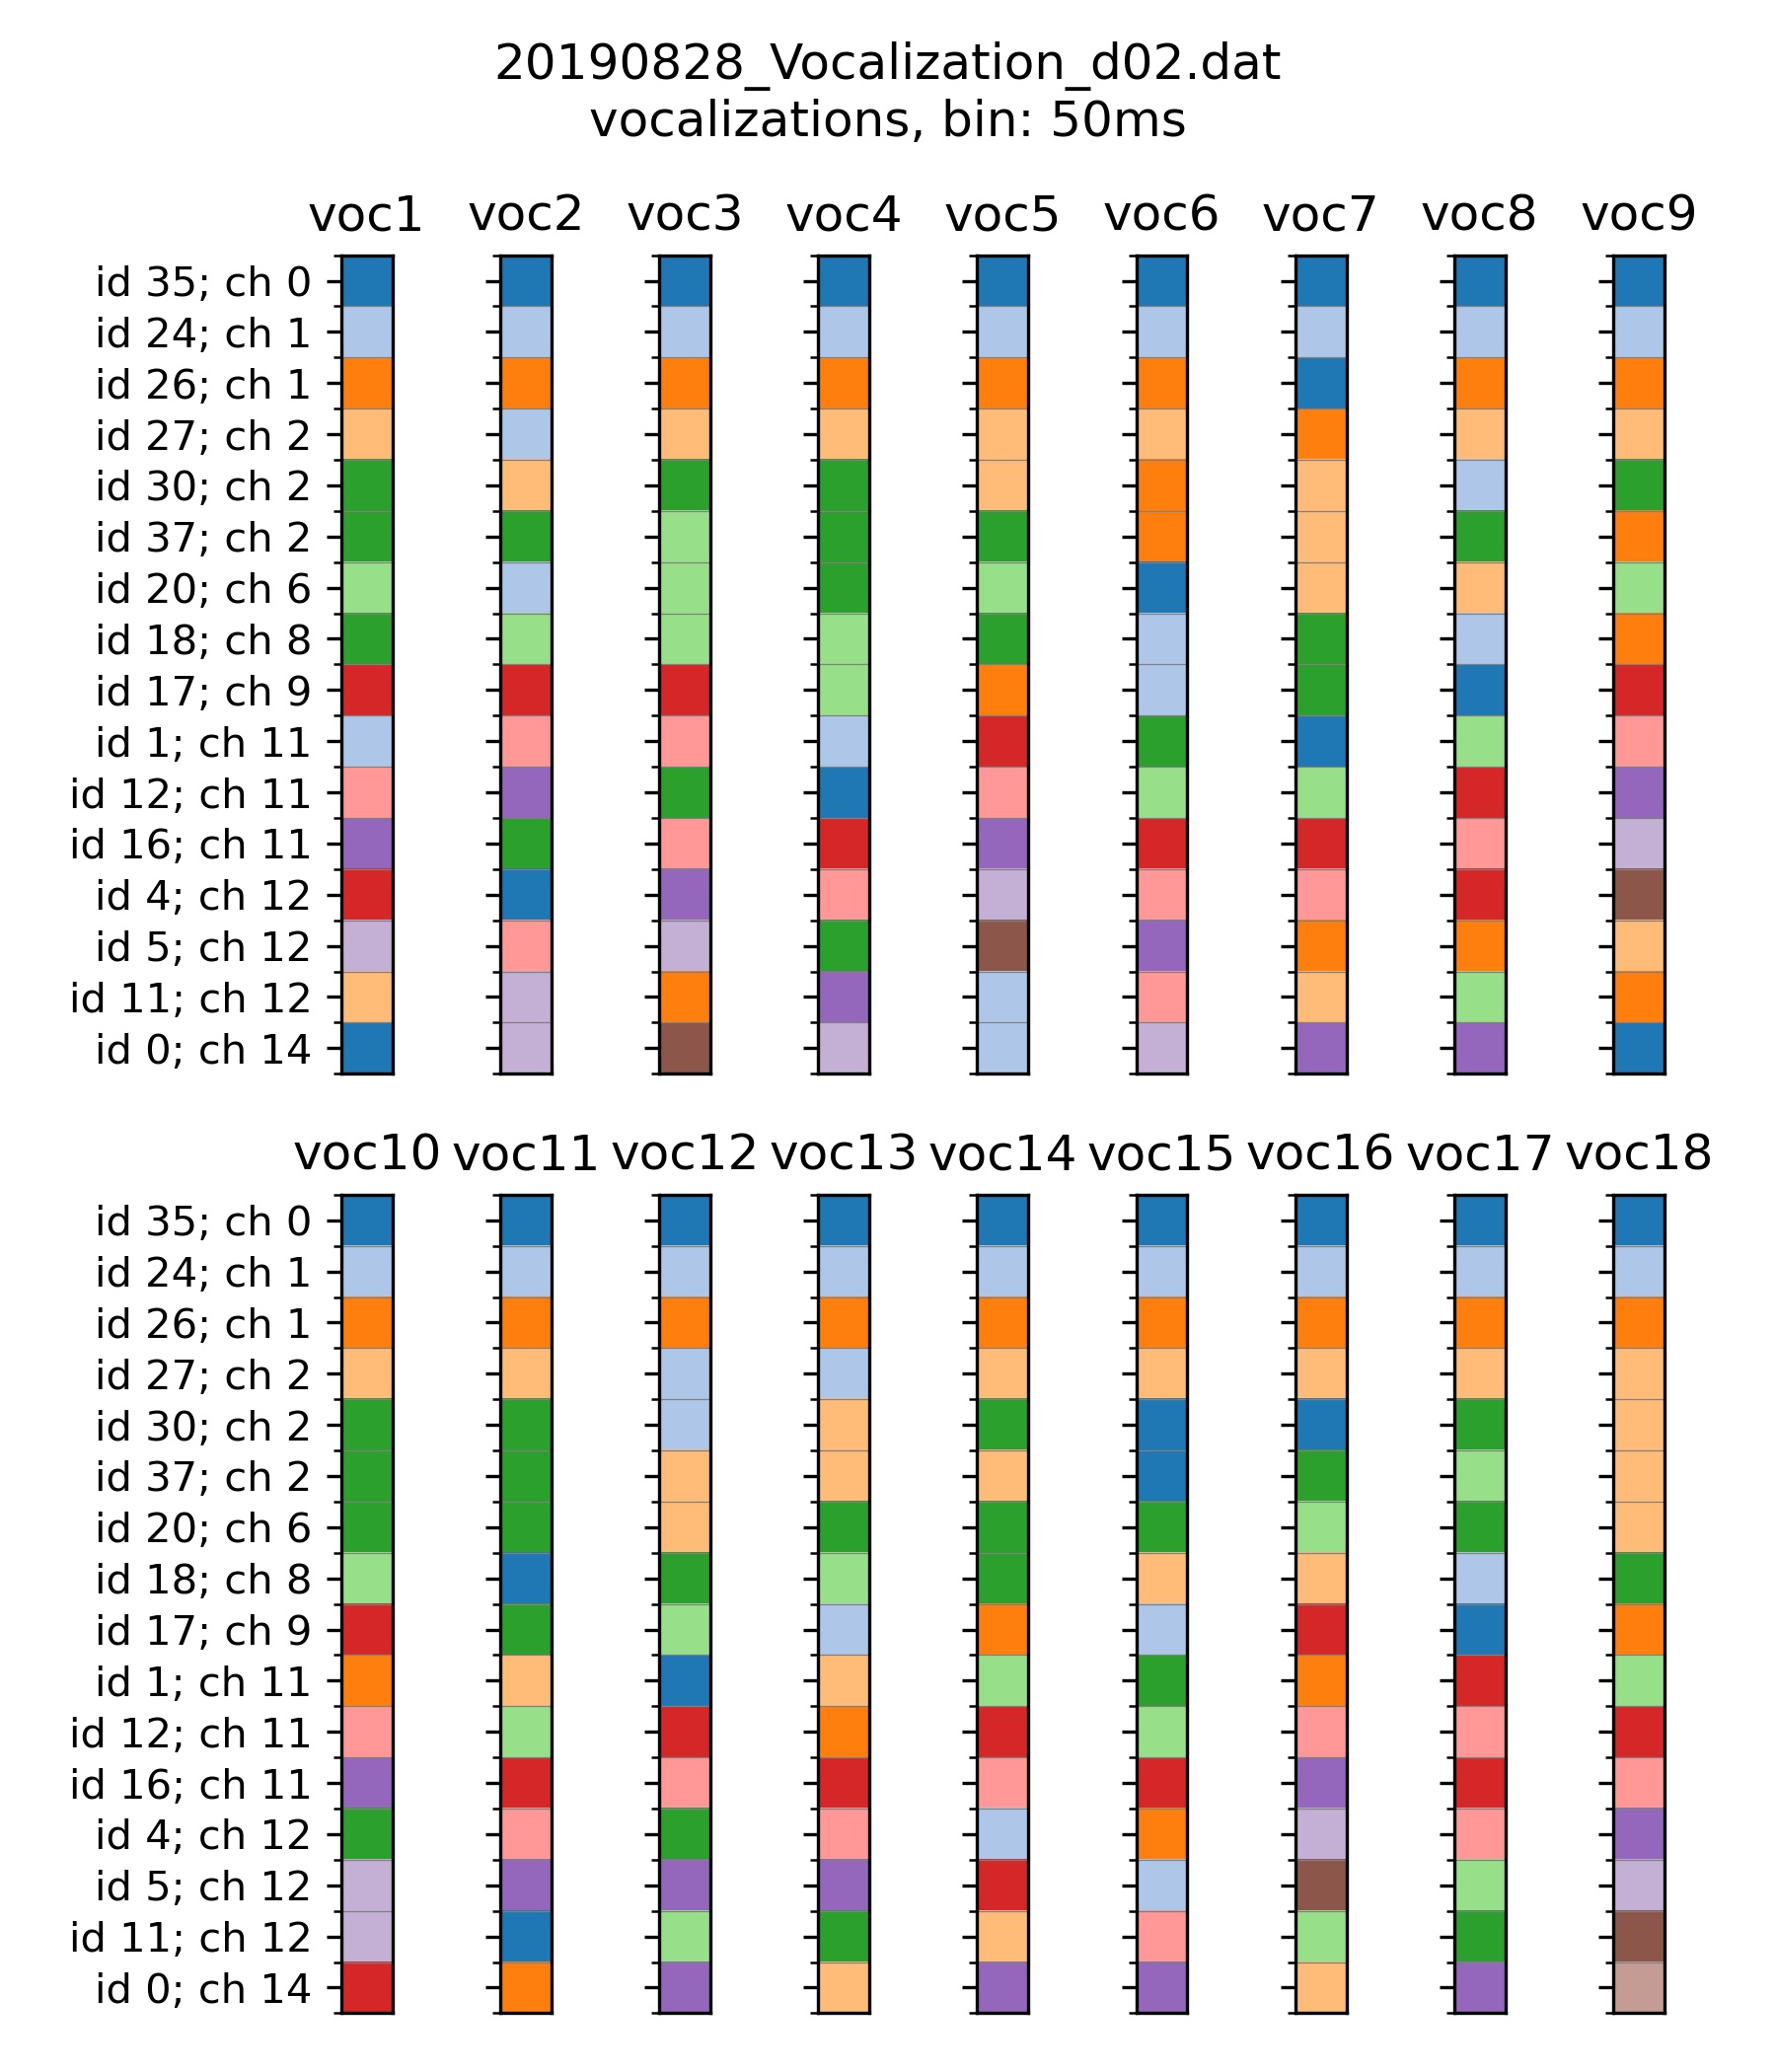 20190828_Vocalization_d02.dat
vocalizations, bin: 50ms
voc1 voc2 voc3 voc4 voc5 voc6 voc7 voc8 voc9
id 35; ch 0
id 24; ch 1
id 26; ch 1
id 27; ch 2
id 30; ch 2
id 37; ch 2
id 20; ch 6
id 18; ch 8
id 17; ch 9
id 1; ch 11
id 12; ch 11
id 16; ch 11
id 4; ch 12
id 5; ch 12
id 11; ch 12
id 0; ch 14
voc10 voc11 voc12 voc13 voc14 voc15 voc16 voc17 voc18
id 35; ch 0
id 24; ch 1
id 26; ch 1
id 27; ch 2
id 30; ch 2
id 37; ch 2
id 20; ch 6
id 18; ch 8
id 17; ch 9
id 1; ch 11
id 12; ch 11
id 16; ch 11
id 4; ch 12
id 5; ch 12
id 11; ch 12
id 0; ch 14